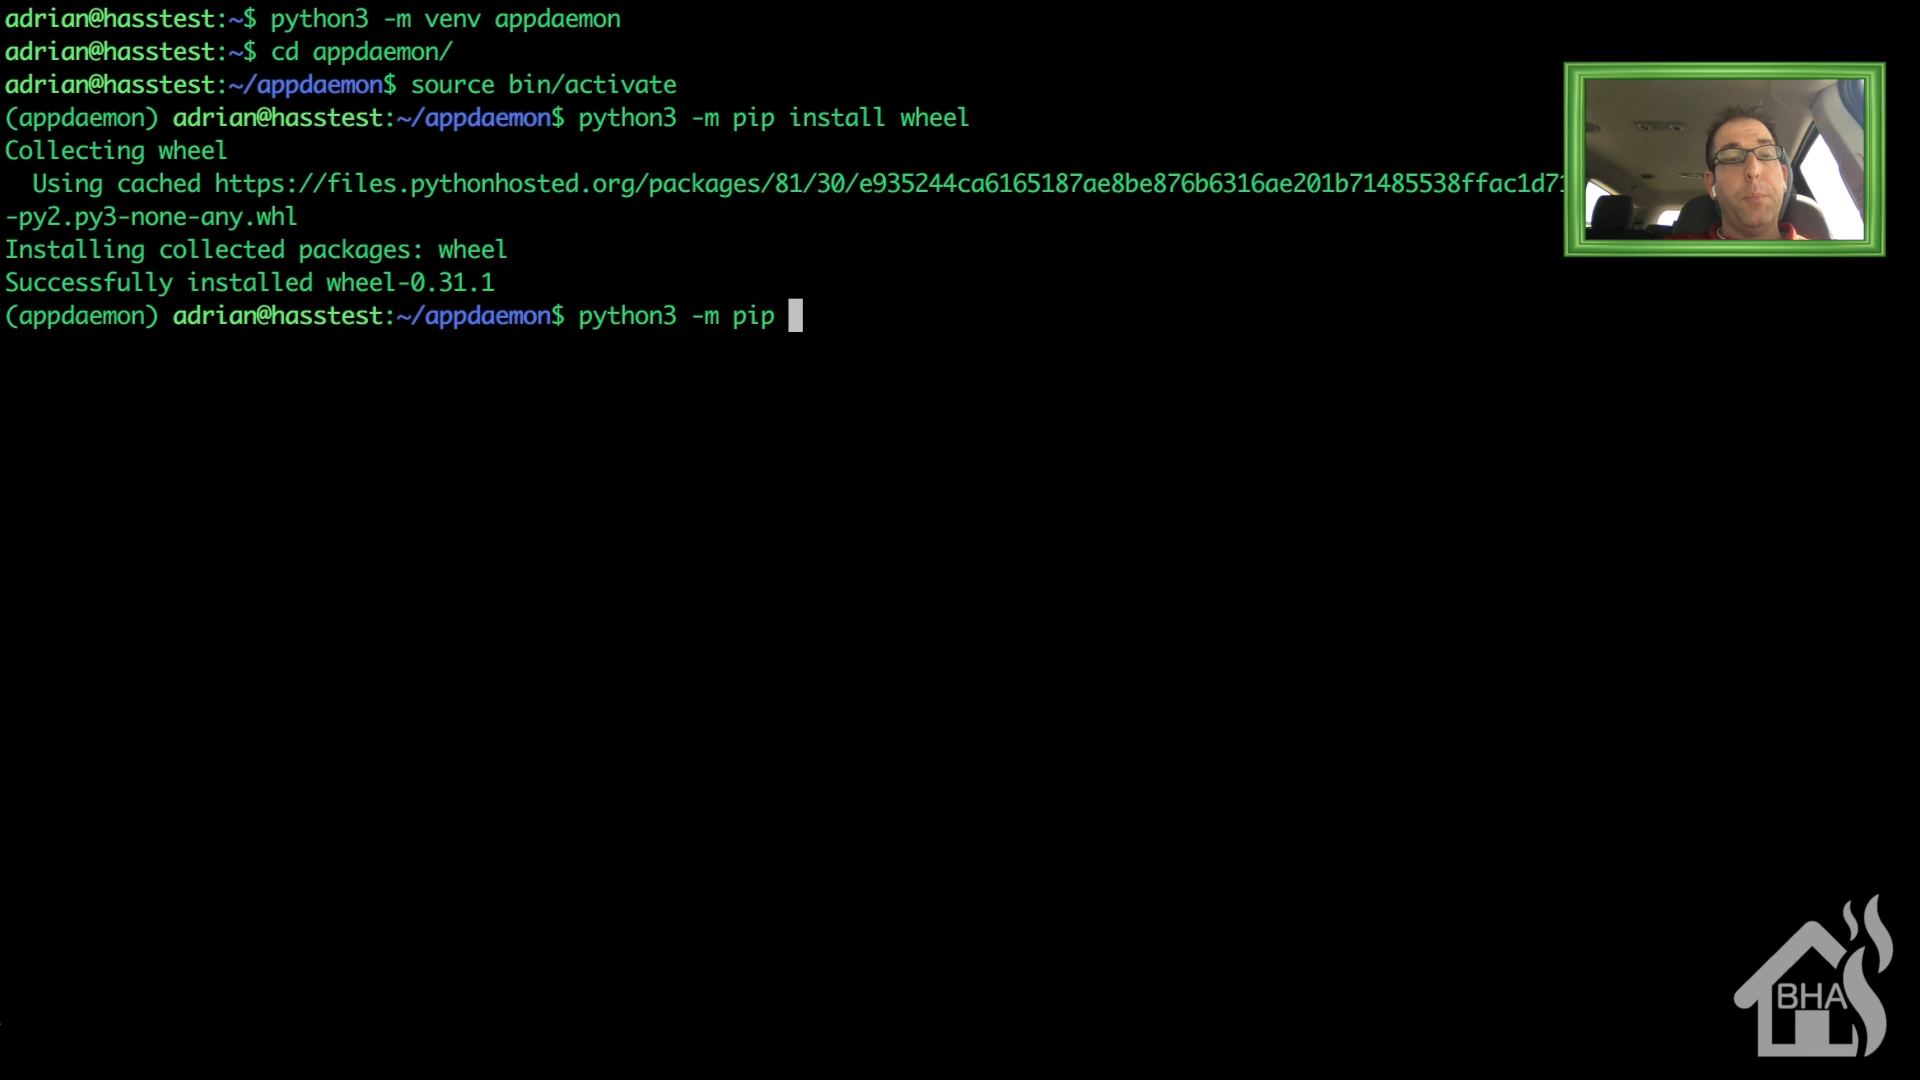 adrian@hasstest:~$ python3 -m venv appdaemon
adrian@hasstest:~$ cd appdaemon/
adrian@hasstest:~/appdaemon$ source bin/activate
(appdaemon) adrian@hasstest:~/appdaemon$ python3 -m pip install wheel
Collecting wheel
  Using cached https://files.pythonhosted.org/packages/81/30/e935244ca6165187ae8be876b6316ae201b71485538ffac1d71
-py2.py3-none-any.whl
Installing collected packages: wheel
Successfully installed wheel-0.31.1
(appdaemon) adrian@hasstest:~/appdaemon$ python3 -m pip
BHA